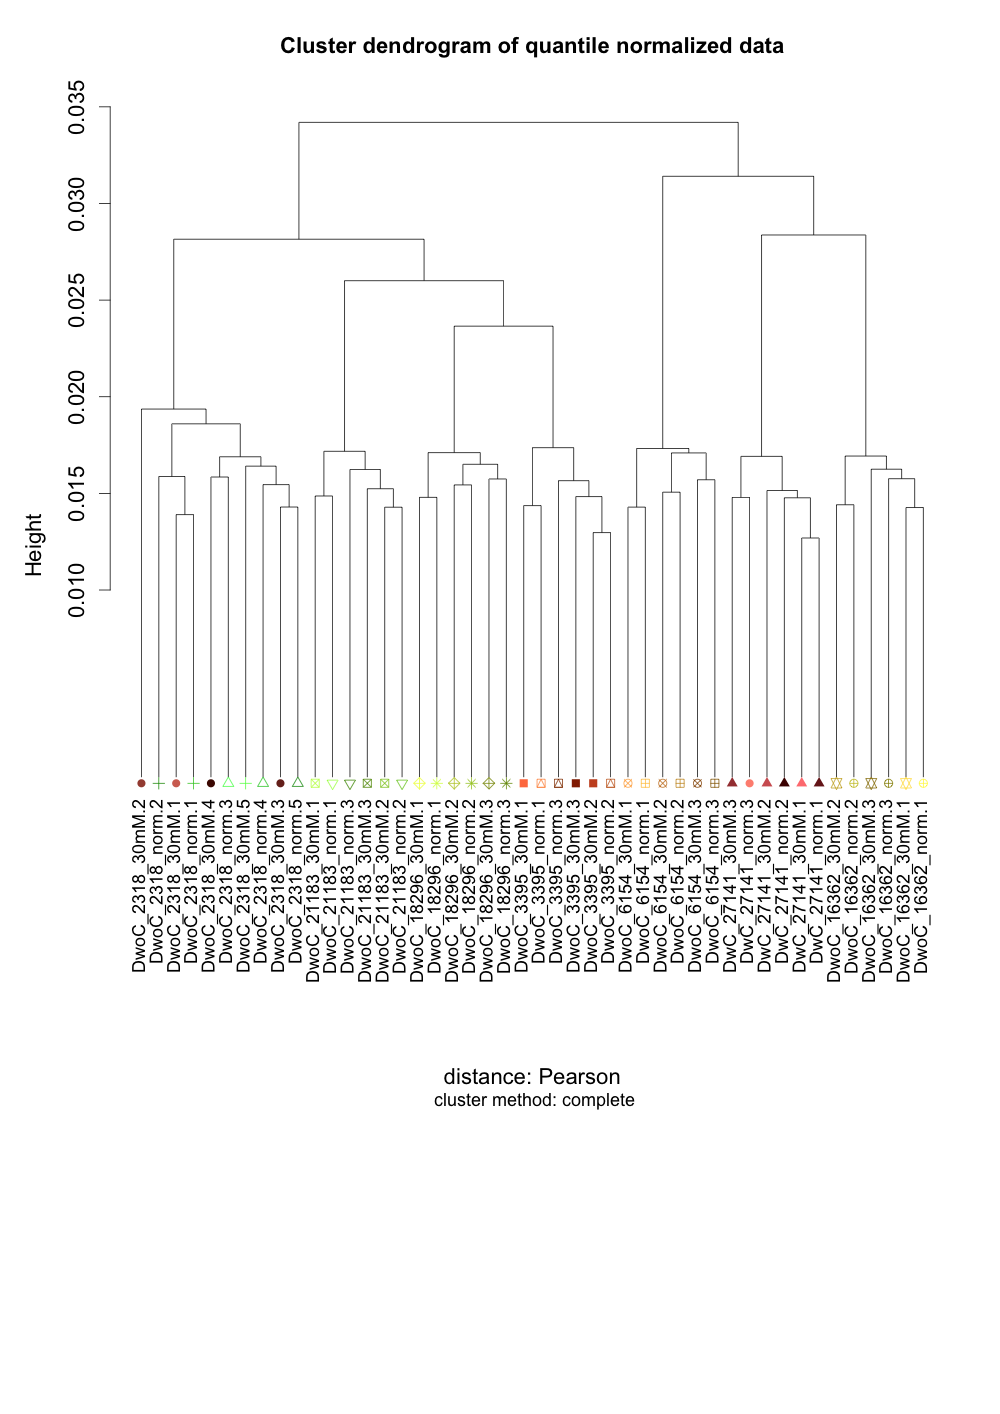 Cluster dendrogram of quantile normalized data
0.035
0.030
0.025
0.020
0.015
0.010
Height
DwoC_2318_30mM.2
DwoC_2318_norm.2
DwoC_2318_30mM.1
DwoC_2318_norm.1
DwoC_2318_30mM.4
DwoC_2318_norm.3
DwoC_2318_30mM.5
DwoC_2318_norm.4
DwoC_2318_30mM.3
DwoC_2318_norm.5
DwoC_21183_30mM.1
DwoC_21183_norm.1
DwoC_21183_norm.3
DwoC_21183_30mM.3
DwoC_21183_30mM.2
DwoC_21183_norm.2
DwoC_18296_30mM.1
DwoC_18296_norm.1
DwoC_18296_30mM.2
DwoC_18296_norm.2
DwoC_18296_30mM.3
DwoC_18296_norm.3
DwoC_3395_30mM.1
DwoC_3395_norm.1
DwoC_3395_norm.3
DwoC_3395_30mM.3
DwoC_3395_30mM.2
DwoC_3395_norm.2
DwoC_6154_30mM.1
DwoC_6154_norm.1
DwoC_6154_30mM.2
DwoC_6154_norm.2
DwoC_6154_30mM.3
DwoC_6154_norm.3
DwoC_27141_30mM.3
DwoC_27141_norm.3
DwoC_27141_30mM.2
DwoC_27141_norm.2
DwoC_27141_30mM.1
DwoC_27141_norm.1
DwoC_16362_30mM.2
DwoC_16362_norm.2
DwoC_16362_30mM.3
DwoC_16362_norm.3
DwoC_16362_30mM.1
DwoC_16362_norm.1
distance: Pearson
cluster method: complete